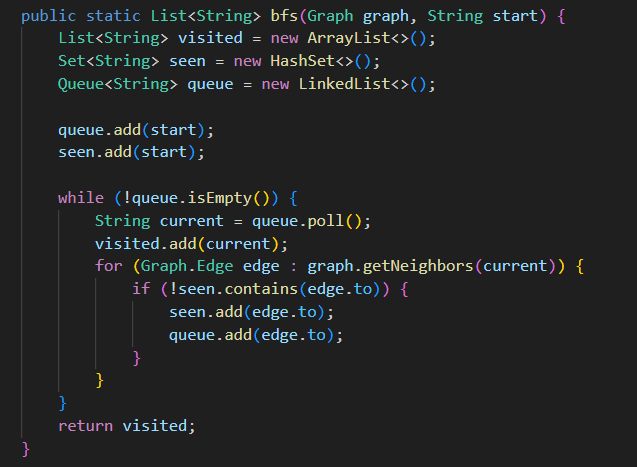 public static List<String> bfs(Graph graph, String start) {
    List<String> visited = new ArrayList<>();
    Set<String> seen = new HashSet<>();
    Queue<String> queue = new LinkedList<>();

    queue.add(start);
    seen.add(start);

    while (!queue.isEmpty()) {
        String current = queue.poll();
        visited.add(current);
        for (Graph.Edge edge : graph.getNeighbors(current)) {
            if (!seen.contains(edge.to)) {
                seen.add(edge.to);
                queue.add(edge.to);
            }
        }
    }
    return visited;
}